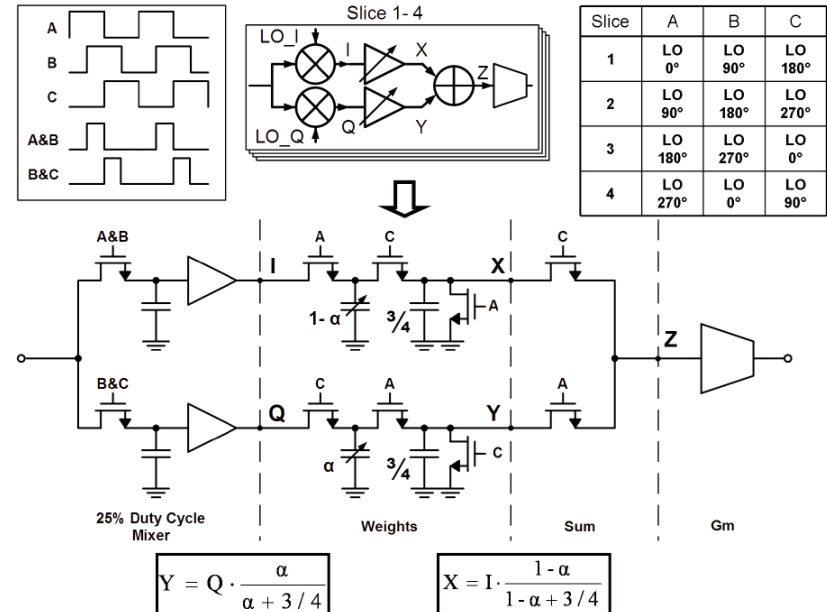 Slice 1- 4
A
B
C
A&B
B&C
LO_I
I
X
Z
LO_Q
Q
Y
Slice A B C
1 LO 0° LO 90° LO 180°
2 LO 90° LO 180° LO 270°
3 LO 180° LO 270° LO 0°
4 LO 270° LO 0° LO 90°
A&B
I
A
C
X
C
1- α
3/4
A
Z
B&C
Q
C
A
Y
A
α
3/4
C
25% Duty Cycle
Mixer
Weights
Sum
Gm
Y = Q · α / α + 3 / 4
X = I · 1 - α / 1 - α + 3 / 4